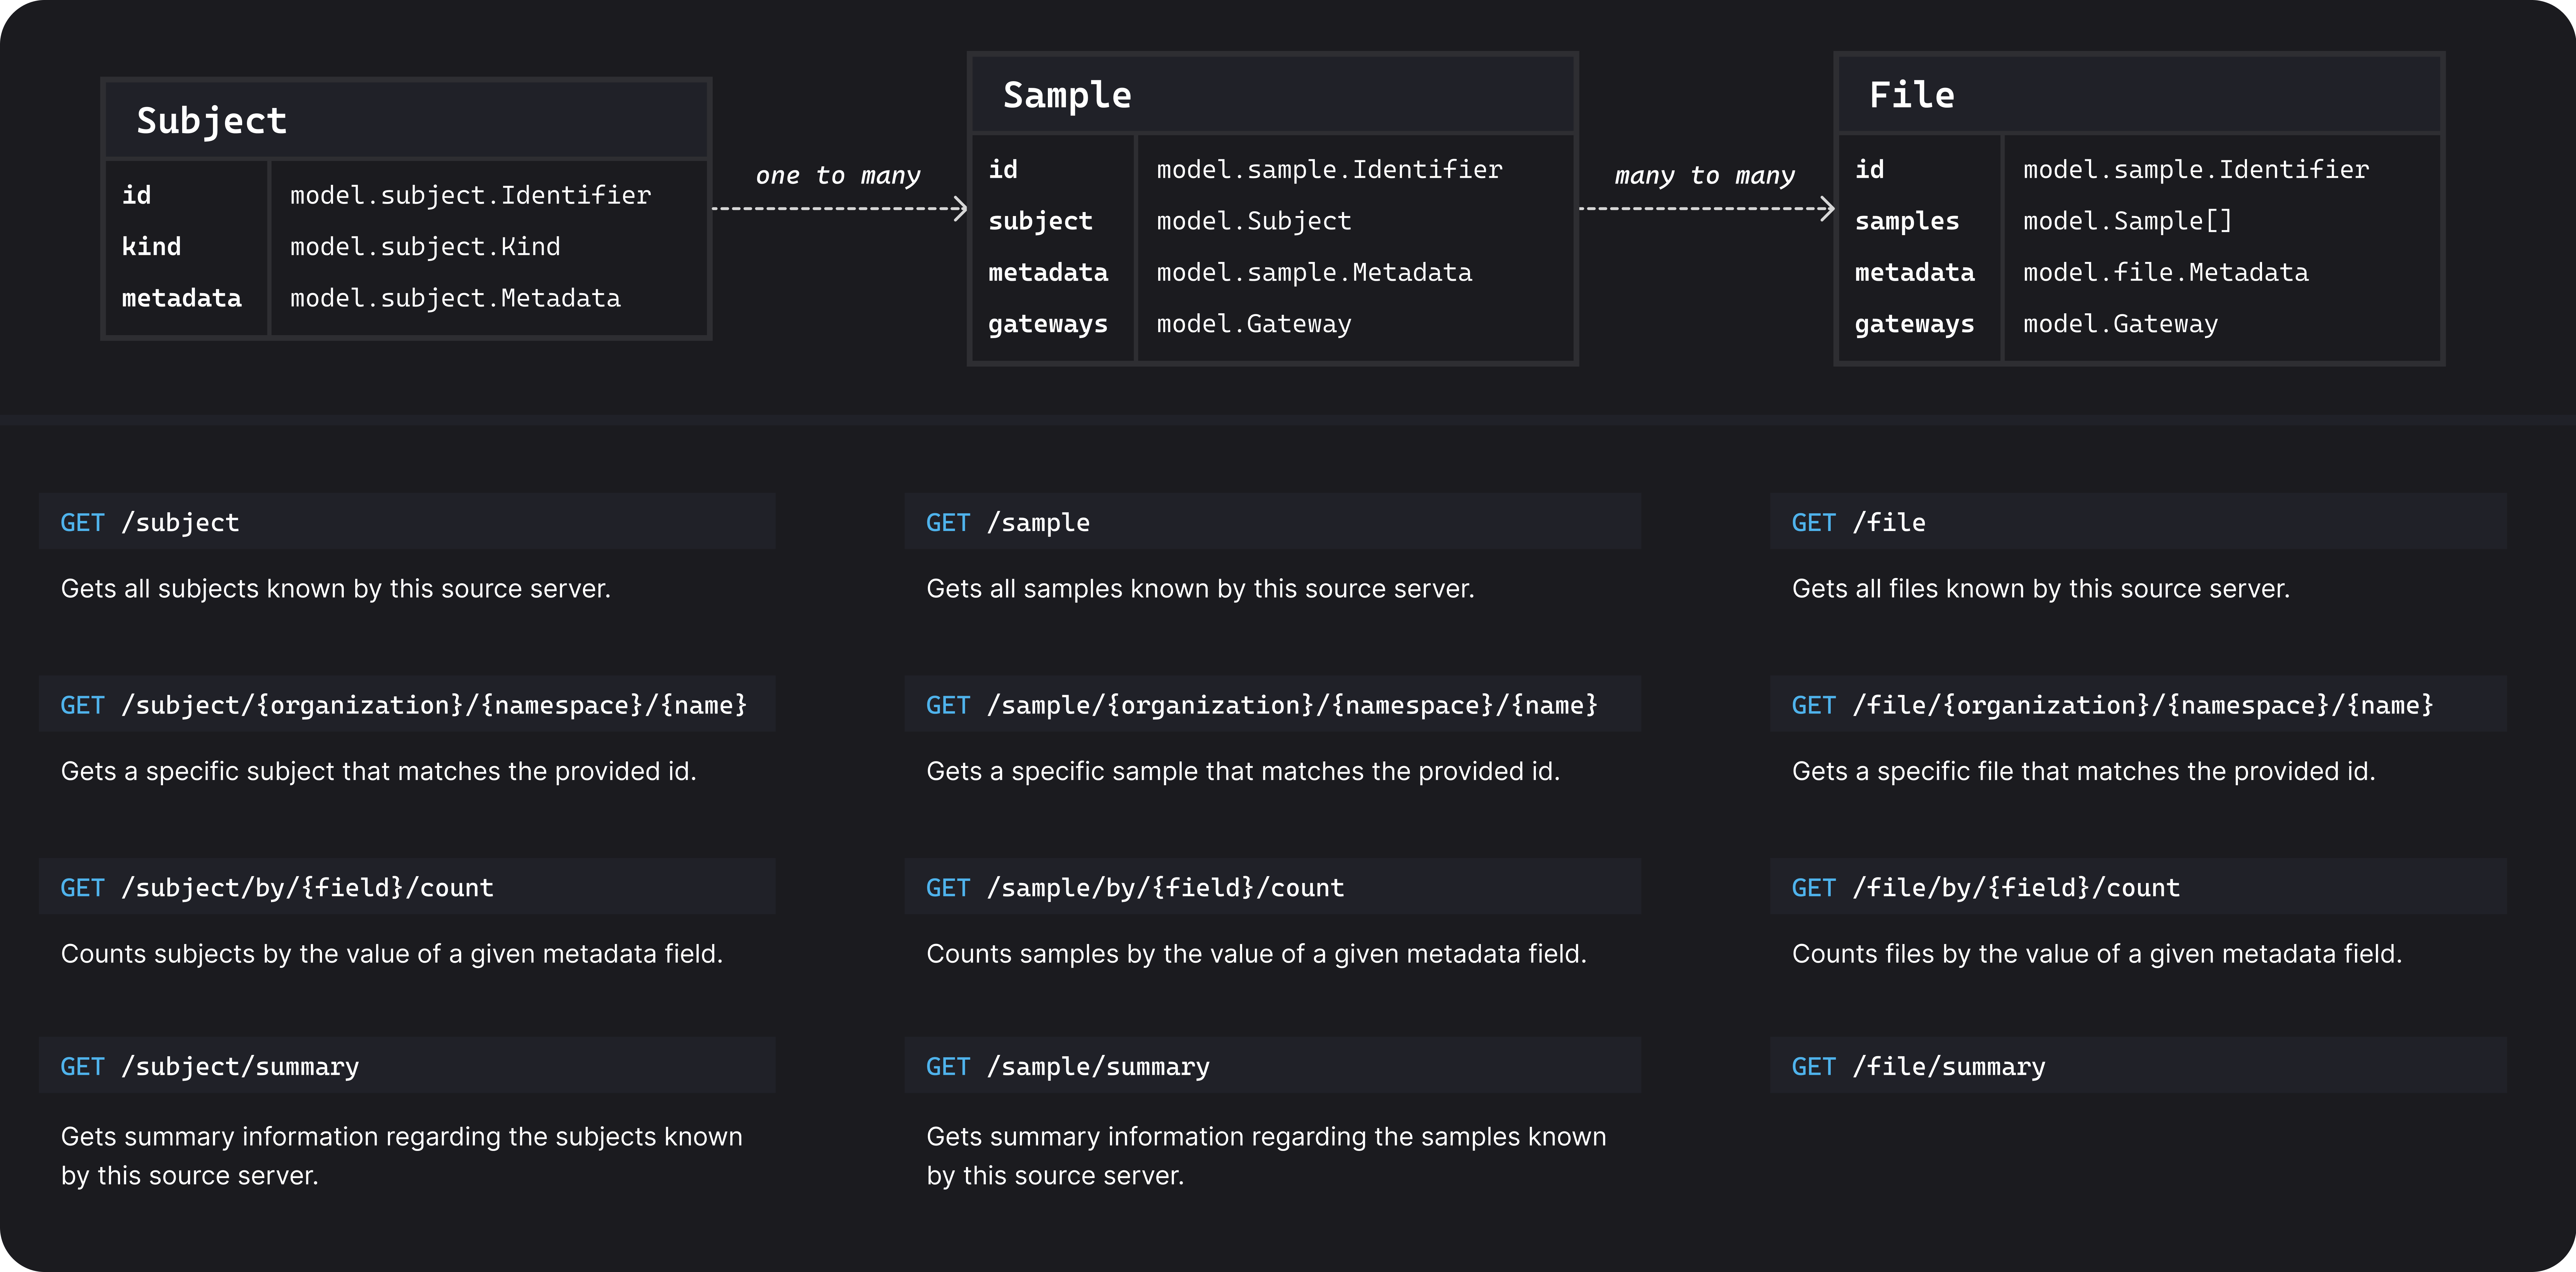 Subject
id model.subject.Identifier
kind model.subject.Kind
metadata model.subject.Metadata
one to many
Sample
id model.sample.Identifier
subject model.Subject
metadata model.sample.Metadata
gateways model.Gateway
many to many
File
id model.sample.Identifier
samples model.Sample[]
metadata model.file.Metadata
gateways model.Gateway
GET /subject
Gets all subjects known by this source server.
GET /subject/{organization}/{namespace}/{name}
Gets a specific subject that matches the provided id.
GET /subject/by/{field}/count
Counts subjects by the value of a given metadata field.
GET /subject/summary
Gets summary information regarding the subjects known
by this source server.
GET /sample
Gets all samples known by this source server.
GET /sample/{organization}/{namespace}/{name}
Gets a specific sample that matches the provided id.
GET /sample/by/{field}/count
Counts samples by the value of a given metadata field.
GET /sample/summary
Gets summary information regarding the samples known
by this source server.
GET /file
Gets all files known by this source server.
GET /file/{organization}/{namespace}/{name}
Gets a specific file that matches the provided id.
GET /file/by/{field}/count
Counts files by the value of a given metadata field.
GET /file/summary